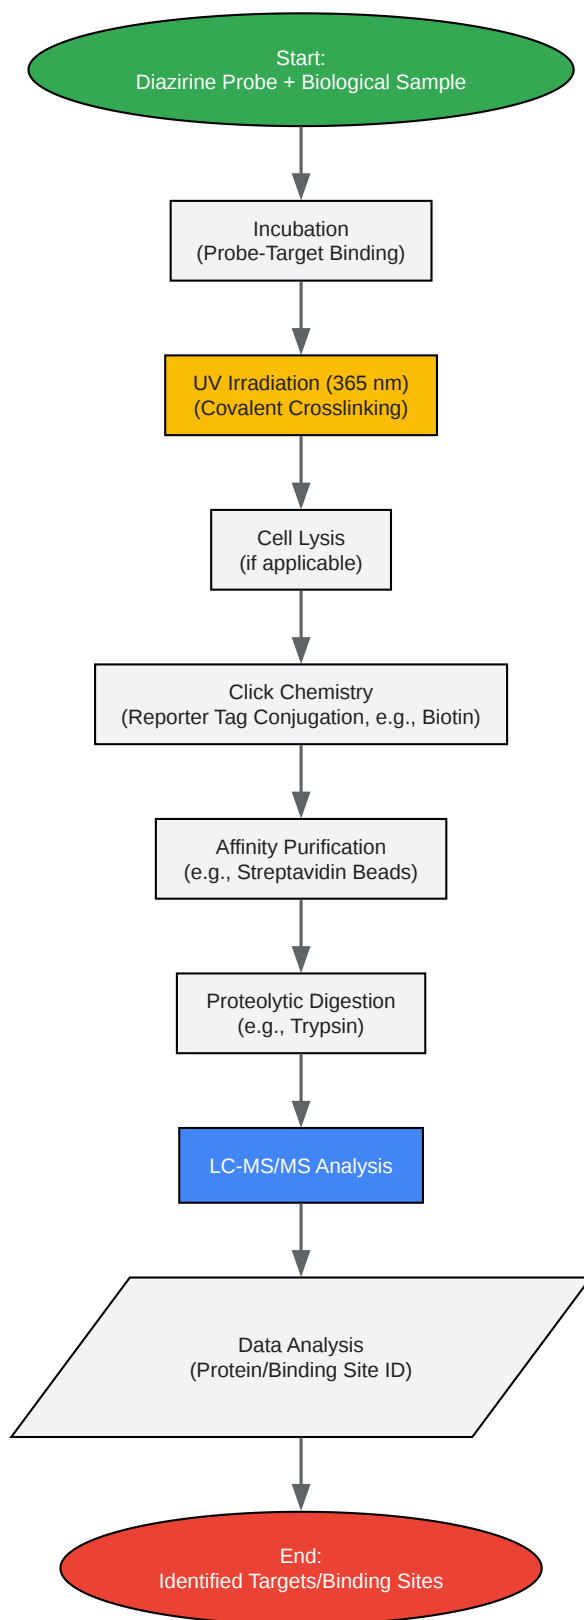 Start:
Diazirine Probe + Biological Sample
Incubation
(Probe-Target Binding)
UV Irradiation (365 nm)
(Covalent Crosslinking)
Cell Lysis
(if applicable)
Click Chemistry
(Reporter Tag Conjugation, e.g., Biotin)
Affinity Purification
(e.g., Streptavidin Beads)
Proteolytic Digestion
(e.g., Trypsin)
LC-MS/MS Analysis
Data Analysis
(Protein/Binding Site ID)
End:
Identified Targets/Binding Sites